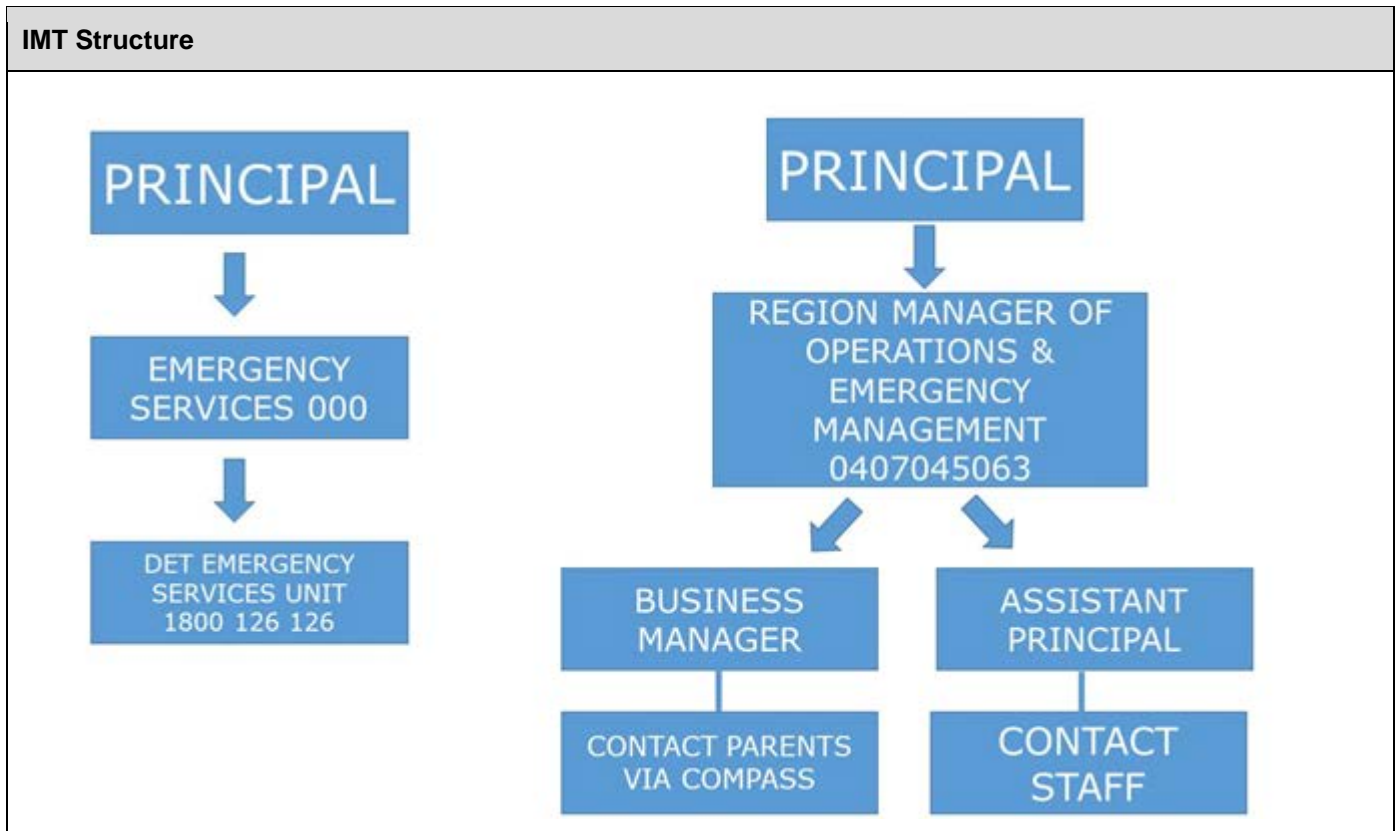 IMT Structure
PRINCIPAL
EMERGENCY
SERVICES 000
DET EMERGENCY
SERVICES UNIT
1800 126 126
PRINCIPAL
REGION MANAGER OF
OPERATIONS &
EMERGENCY
MANAGEMENT
0407045063
BUSINESS
MANAGER
CONTACT PARENTS
VIA COMPASS
ASSISTANT
PRINCIPAL
CONTACT
STAFF